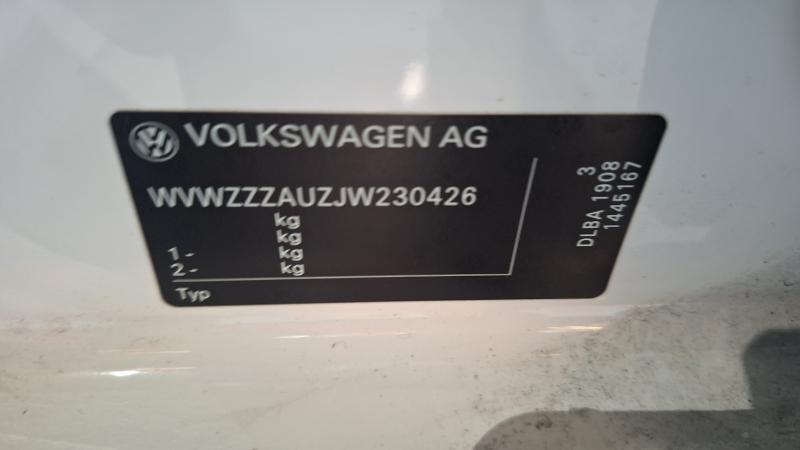 VOLKSWAGEN AG
WVWZZZAUZJW230426
kg
kg
1- kg
2- kg
Typ
3
DLBA 1908
1445167